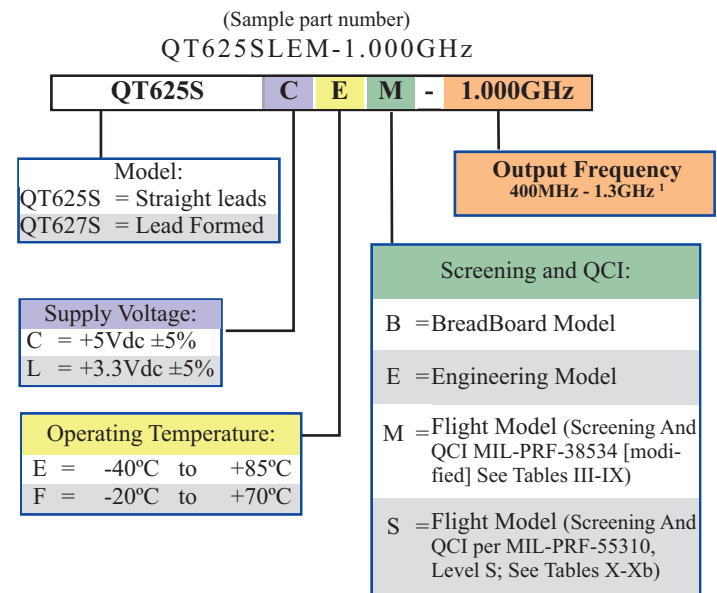 (Sample part number)
QT625SLEM-1.000GHz
QT625S C E M - 1.000GHz
Model:
QT625S = Straight leads
QT627S = Lead Formed
Output Frequency
400MHz - 1.3GHz ¹
Supply Voltage:
C = +5Vdc ±5%
L = +3.3Vdc ±5%
Operating Temperature:
E = -40ºC to +85ºC
F = -20ºC to +70ºC
Screening and QCI:
B =BreadBoard Model
E =Engineering Model
M =Flight Model (Screening And
QCI MIL-PRF-38534 [modi-
fied] See Tables III-IX)
S =Flight Model (Screening And
QCI per MIL-PRF-55310,
Level S; See Tables X-Xb)